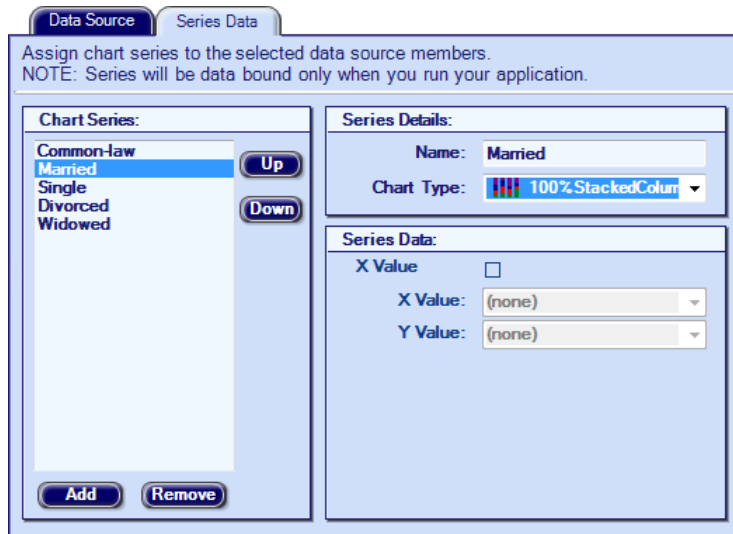 Data Source Series Data
Assign chart series to the selected data source members.
NOTE: Series will be data bound only when you run your application.
Chart Series:
Common-law
Married
Single
Divorced
Widowed
Up
Down
Add Remove
Series Details:
Name: Married
Chart Type: 100%StackedColum
Series Data:
X Value
X Value: (none)
Y Value: (none)